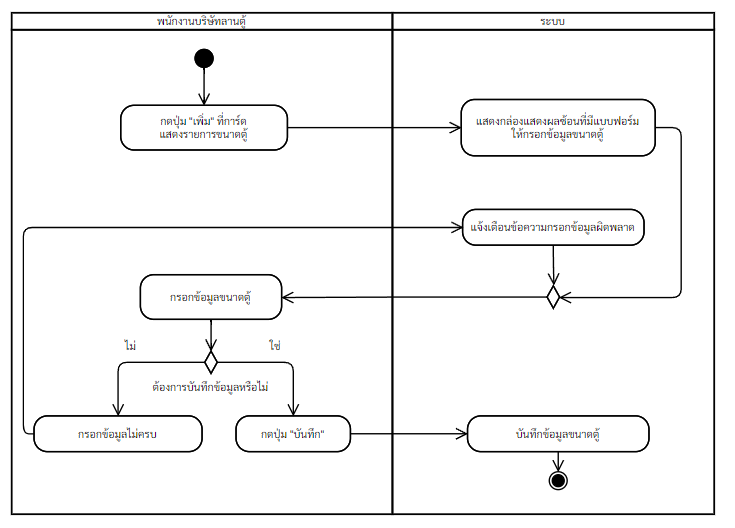 พนักงานบริษัทลานตู้
ระบบ
กดปุ่ม "เพิ่ม" ที่การ์ด
แสดงรายการขนาดตู้
แสดงกล่องแสดงผลซ้อนที่มีแบบฟอร์ม
ให้กรอกข้อมูลขนาดตู้
แจ้งเตือนข้อความกรอกข้อมูลผิดพลาด
กรอกข้อมูลขนาดตู้
ไม่
ใช่
ต้องการบันทึกข้อมูลหรือไม่
กรอกข้อมูลไม่ครบ
กดปุ่ม "บันทึก"
บันทึกข้อมูลขนาดตู้